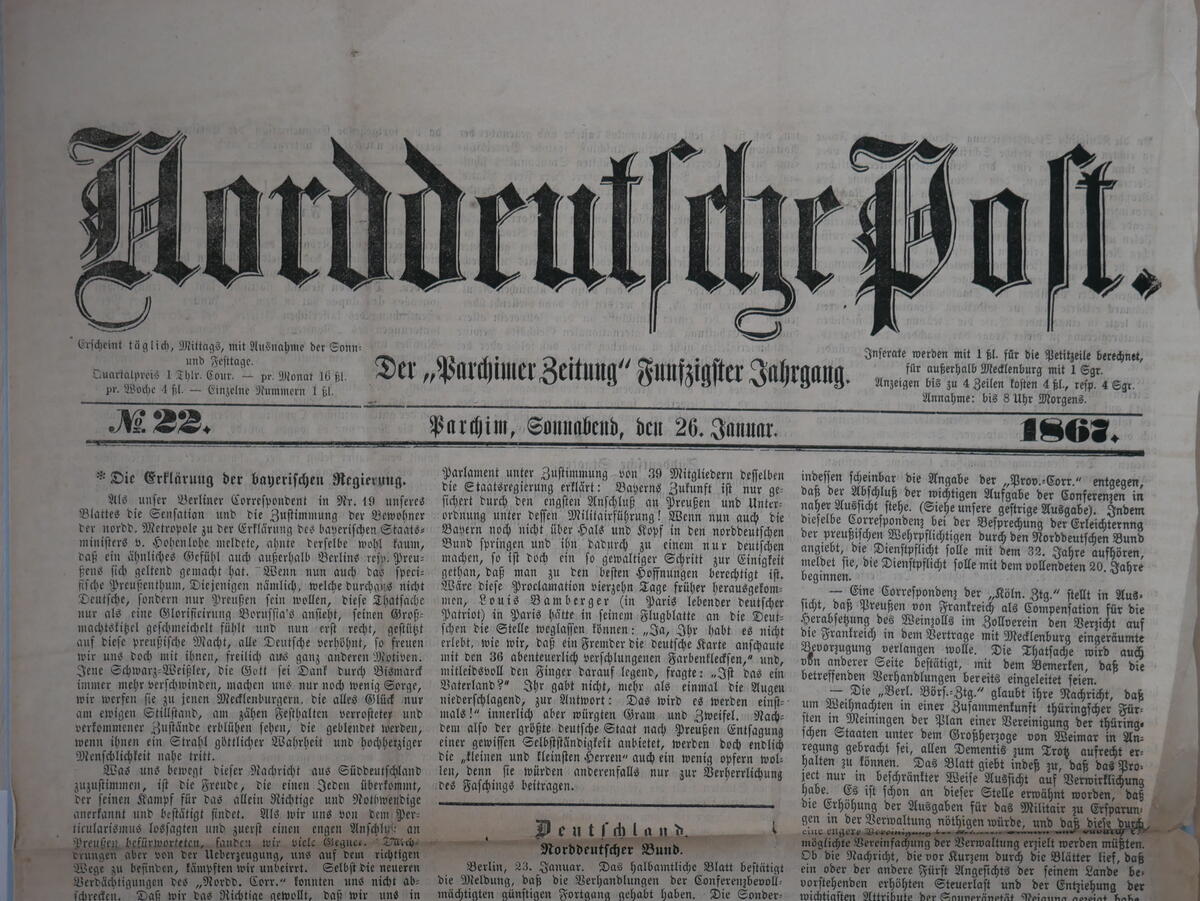 Norddeutsche Post.
Erscheint täglich, Mittags, mit Ausnahme der Sonn-
und Festtage.
Quartalpreis 1 Thlr. Cour. — pr. Monat 16 ßl.
pr. Woche 4 ßl. — Einzelne Nummern 1 ßl.
Der „Parchimer Zeitung“ Funfzigster Jahrgang.
Inserate werden mit 1 ßl. für die Petitzeile berechnet,
für außerhalb Mecklenburg mit 1 Sgr.
Anzeigen bis zu 4 Zeilen kosten 4 ßl., resp. 4 Sgr.
Annahme: bis 8 Uhr Morgens.
No. 22.
Parchim, Sonnabend, den 26. Januar.
1867.
* Die Erklärung der bayerischen Regierung.
Als unser Berliner Correspondent in Nr. 19 unseres
Blattes die Sensation und die Zustimmung der Bewohner
der nordd. Metropole zu der Erklärung des bayerischen Staats-
ministers v. Hohenlohe meldete, ahnte derselbe wohl kaum,
daß ein ähnliches Gefühl auch außerhalb Berlins resp. Preu-
ßens sich geltend gemacht hat. Wenn nun auch das speci-
fische Preußenthum, Diejenigen nämlich, welche durchaus nicht
Deutsche, sondern nur Preußen sein wollen, diese Thatsache
nur als eine Glorificirung Borussia's ansieht, seinen Groß-
machtskitzel geschmeichelt fühlt und nun erst recht, gestützt
auf diese preußische Macht, alle Deutsche verhöhnt, so freuen
wir uns doch mit ihnen, freilich aus ganz anderen Motiven.
Jene Schwarz-Weißler, die Gott sei Dank durch Bismarck
immer mehr verschwinden, machen uns nur noch wenig Sorge,
wir werfen sie zu jenen Mecklenburgern, die alles Glück nur
am ewigen Stillstand, am zähen Festhalten verrosteter und
verkommener Zustände erblühen sehen, die geblendet werden,
wenn ihnen ein Strahl göttlicher Wahrheit und hochherziger
Menschlichkeit nahe tritt.
Was uns bewegt dieser Nachricht aus Süddeutschland
zuzustimmen, ist die Freude, die einen Jeden überkommt,
der seinen Kampf für das allein Richtige und Nothwendige
anerkannt und bestätigt findet. Als wir uns von dem Par-
ticularismus lossagten und zuerst einen engen Anschluß an
Preußen befürworteten, fanden wir viele Gegner. Durch-
drungen aber von der Ueberzeugung, uns auf dem richtigen
Wege zu befinden, kämpften wir unbeirrt. Selbst die neueren
Verdächtigungen des „Nordd. Corr.“ konnten uns nicht ab-
schrecken. Daß wir das Richtige gewollt, daß wir uns in
Parlament unter Zustimmung von 39 Mitgliedern desselben
die Staatsregierung erklärt: Bayerns Zukunft ist nur ge-
sichert durch den engsten Anschluß an Preußen und Unter-
ordnung unter dessen Militairführung! Wenn nun auch die
Bayern noch nicht über Hals und Kopf in den norddeutschen
Bund springen und ihn dadurch zu einem nur deutschen
machen, so ist doch ein so gewaltiger Schritt zur Einigkeit
gethan, daß man zu den besten Hoffnungen berechtigt ist.
Wäre diese Proclamation vierzehn Tage früher herausgekom-
men, Louis Bamberger (in Paris lebender deutscher
Patriot) in Paris hätte in seinem Flugblatte an die Deut-
schen die Stelle weglassen können: „Ja, Ihr habt es nicht
erlebt, wie wir, daß ein Fremder die deutsche Karte anschaute
mit den 36 abenteuerlich verschlungenen Farbenklecksen,“ und,
mitleidsvoll den Finger darauf legend, fragte: „Ist das ein
Vaterland?“ Ihr gabt nicht, mehr als einmal die Augen
niederschlagend, zur Antwort: Das wird es werden einst-
mals!“ innerlich aber würgten Gram und Zweifel. Nach-
dem also der größte deutsche Staat nach Preußen Entsagung
einer gewissen Selbstständigkeit anbietet, werden doch endlich
die „kleinen und kleinsten Herren“ auch ein wenig opfern wol-
len, denn sie würden anderenfalls nur zur Verherrlichung
des Faschings beitragen.
Deutschland.
Norddeutscher Bund.
Berlin, 23. Januar. Das halbamtliche Blatt bestätigt
die Meldung, daß die Verhandlungen der Conferenzbevoll-
mächtigten günstigen Fortgang gehabt haben. Die Sonder-
indessen scheinbar die Angabe der „Prov.-Corr.“ entgegen,
daß der Abschluß der wichtigen Aufgabe der Conferenzen in
naher Aussicht stehe. (Siehe unsere gestrige Ausgabe). Indem
dieselbe Correspondenz bei der Besprechung der Erleichterng
der preußischen Wehrpflichtigen durch den Norddeutschen Bund
angiebt, die Dienstpflicht solle mit dem 32. Jahre aufhören,
meldet sie, die Dienstpflicht solle mit dem vollendeten 20. Jahre
beginnen.
— Eine Correspondenz der „Köln. Ztg.“ stellt in Aus-
sicht, daß Preußen von Frankreich als Compensation für die
Herabsetzung des Weinzolls im Zollverein den Verzicht auf
die Frankreich in dem Vertrage mit Mecklenburg eingeräumte
Bevorzugung verlangen wolle. Die Thatsache wird auch
von anderer Seite bestätigt, mit dem Bemerken, daß die
betreffenden Verhandlungen bereits eingeleitet seien.
— Die „Berl. Börs.-Ztg.“ glaubt ihre Nachricht, daß
um Weihnachten in einer Zusammenkunft thüringscher Für-
sten in Meiningen der Plan einer Vereinigung der thürin-
schen Staaten unter dem Großherzoge von Weimar in An-
regung gebracht sei, allen Dementis zum Trotz aufrecht er-
halten zu können. Das Blatt giebt indeß zu, daß das Pro-
ject nur in beschränkter Weise Aussicht auf Verwirklichung
habe. Es ist schon an dieser Stelle erwähnt worden, daß
die Erhöhung der Ausgaben für das Militair zu Ersparun-
gen in der Verwaltung nöthigen würde, und daß diese durch
eine engere Vereinigung
mögliche Vereinfachung der Verwaltung erzielt werden müßten.
Ob die Nachricht, die vor Kurzem durch die Blätter lief, daß
ein oder der andere Fürst Angesichts der seinem Lande be-
vorstehenden erhöhten Steuerlast und der Entziehung der
wichtigsten Attribute der Souveränetät Neigung gezeigt habe,